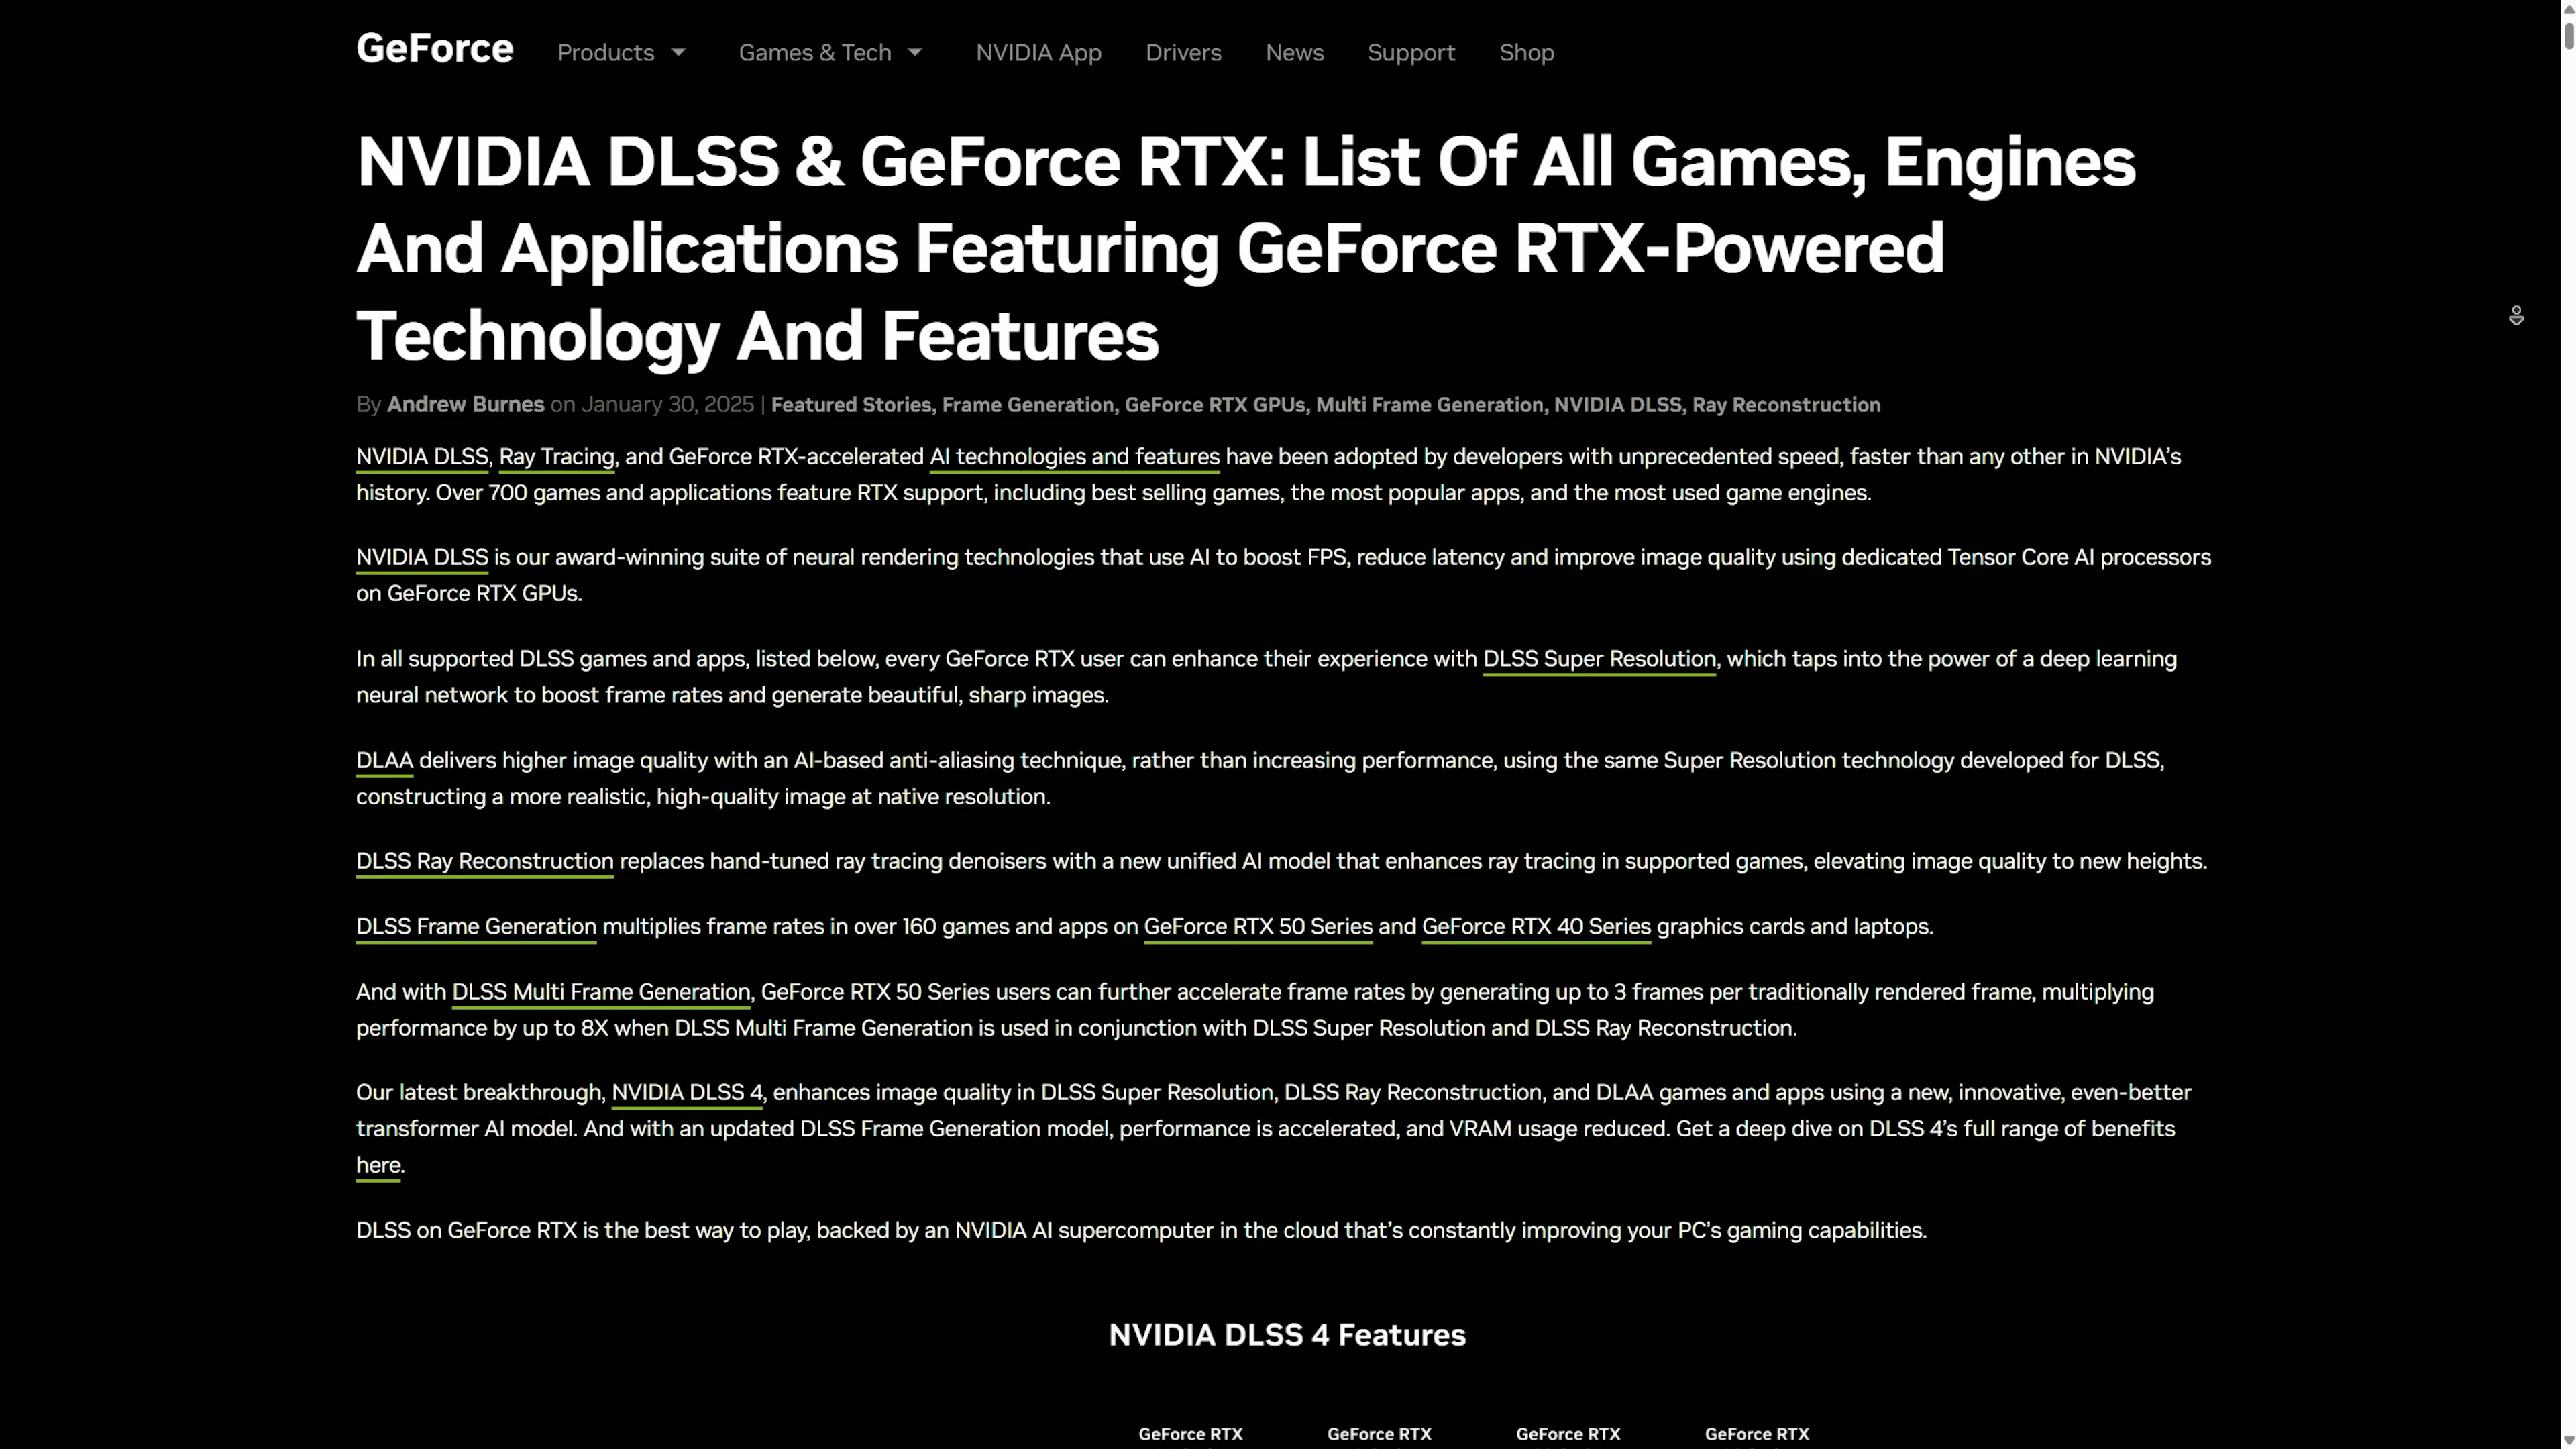 GeForce Products Games & Tech NVIDIA App Drivers News Support Shop
NVIDIA DLSS & GeForce RTX: List Of All Games, Engines
And Applications Featuring GeForce RTX-Powered
Technology And Features
By Andrew Burnes on January 30, 2025 | Featured Stories, Frame Generation, GeForce RTX GPUs, Multi Frame Generation, NVIDIA DLSS, Ray Reconstruction
NVIDIA DLSS, Ray Tracing, and GeForce RTX-accelerated AI technologies and features have been adopted by developers with unprecedented speed, faster than any other in NVIDIA’s
history. Over 700 games and applications feature RTX support, including best selling games, the most popular apps, and the most used game engines.
NVIDIA DLSS is our award-winning suite of neural rendering technologies that use AI to boost FPS, reduce latency and improve image quality using dedicated Tensor Core AI processors
on GeForce RTX GPUs.
In all supported DLSS games and apps, listed below, every GeForce RTX user can enhance their experience with DLSS Super Resolution, which taps into the power of a deep learning
neural network to boost frame rates and generate beautiful, sharp images.
DLAA delivers higher image quality with an AI-based anti-aliasing technique, rather than increasing performance, using the same Super Resolution technology developed for DLSS,
constructing a more realistic, high-quality image at native resolution.
DLSS Ray Reconstruction replaces hand-tuned ray tracing denoisers with a new unified AI model that enhances ray tracing in supported games, elevating image quality to new heights.
DLSS Frame Generation multiplies frame rates in over 160 games and apps on GeForce RTX 50 Series and GeForce RTX 40 Series graphics cards and laptops.
And with DLSS Multi Frame Generation, GeForce RTX 50 Series users can further accelerate frame rates by generating up to 3 frames per traditionally rendered frame, multiplying
performance by up to 8X when DLSS Multi Frame Generation is used in conjunction with DLSS Super Resolution and DLSS Ray Reconstruction.
Our latest breakthrough, NVIDIA DLSS 4, enhances image quality in DLSS Super Resolution, DLSS Ray Reconstruction, and DLAA games and apps using a new, innovative, even-better
transformer AI model. And with an updated DLSS Frame Generation model, performance is accelerated, and VRAM usage reduced. Get a deep dive on DLSS 4’s full range of benefits
here.
DLSS on GeForce RTX is the best way to play, backed by an NVIDIA AI supercomputer in the cloud that’s constantly improving your PC’s gaming capabilities.
NVIDIA DLSS 4 Features
GeForce RTX GeForce RTX GeForce RTX GeForce RTX